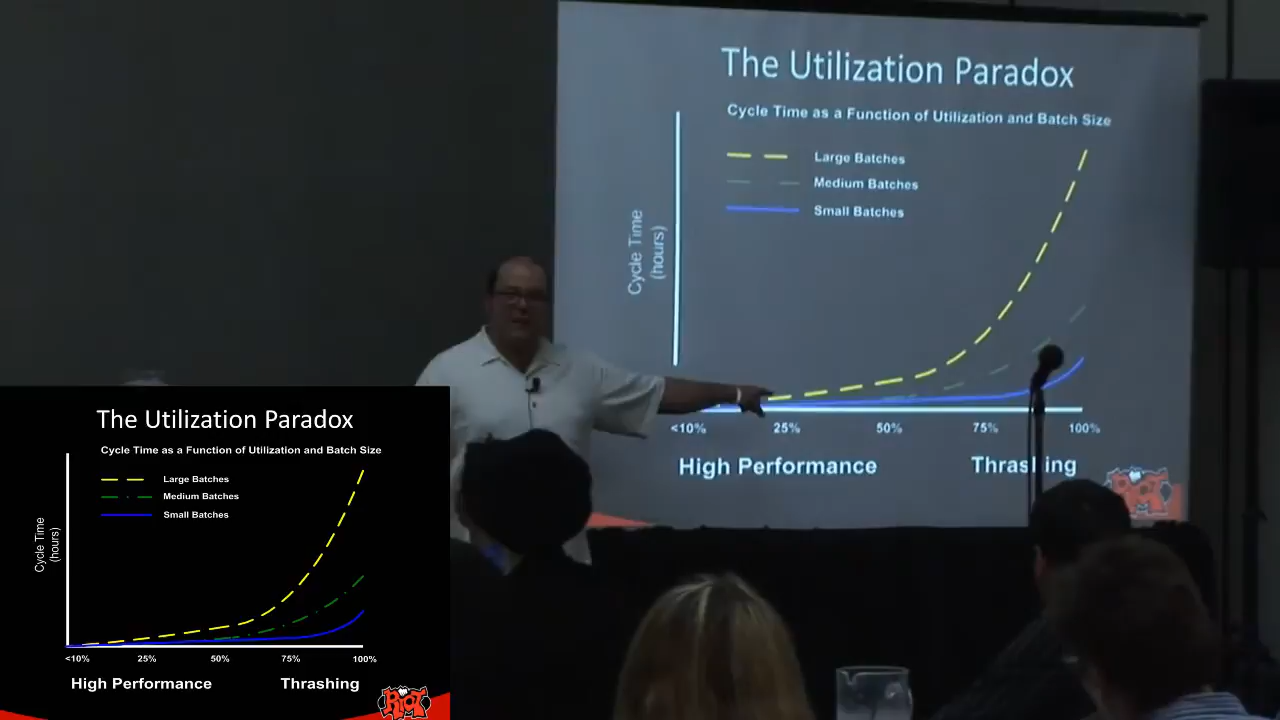 The Utilization Paradox
Cycle Time as a Function of Utilization and Batch Size
Large Batches
Medium Batches
Small Batches
Cycle Time
(hours)
<10% 25% 50% 75% 100%
High Performance Thrashing
RIOT
The Utilization Paradox
Cycle Time as a Function of Utilization and Batch Size
Large Batches
Medium Batches
Small Batches
Cycle Time
(hours)
<10% 25% 50% 75% 100%
High Performance Thrashing
RIOT